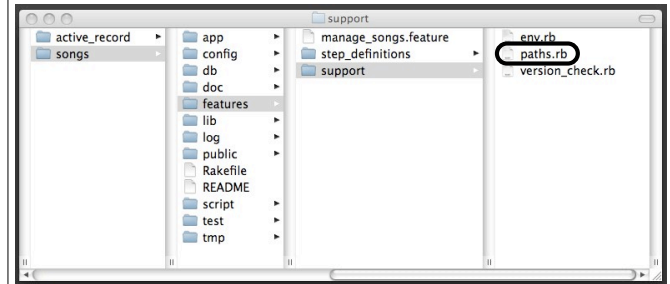 support
active_record
songs
app
config
db
doc
features
lib
log
public
Rakefile
README
script
test
tmp
manage_songs.feature
step_definitions
support
env.rb
paths.rb
version_check.rb